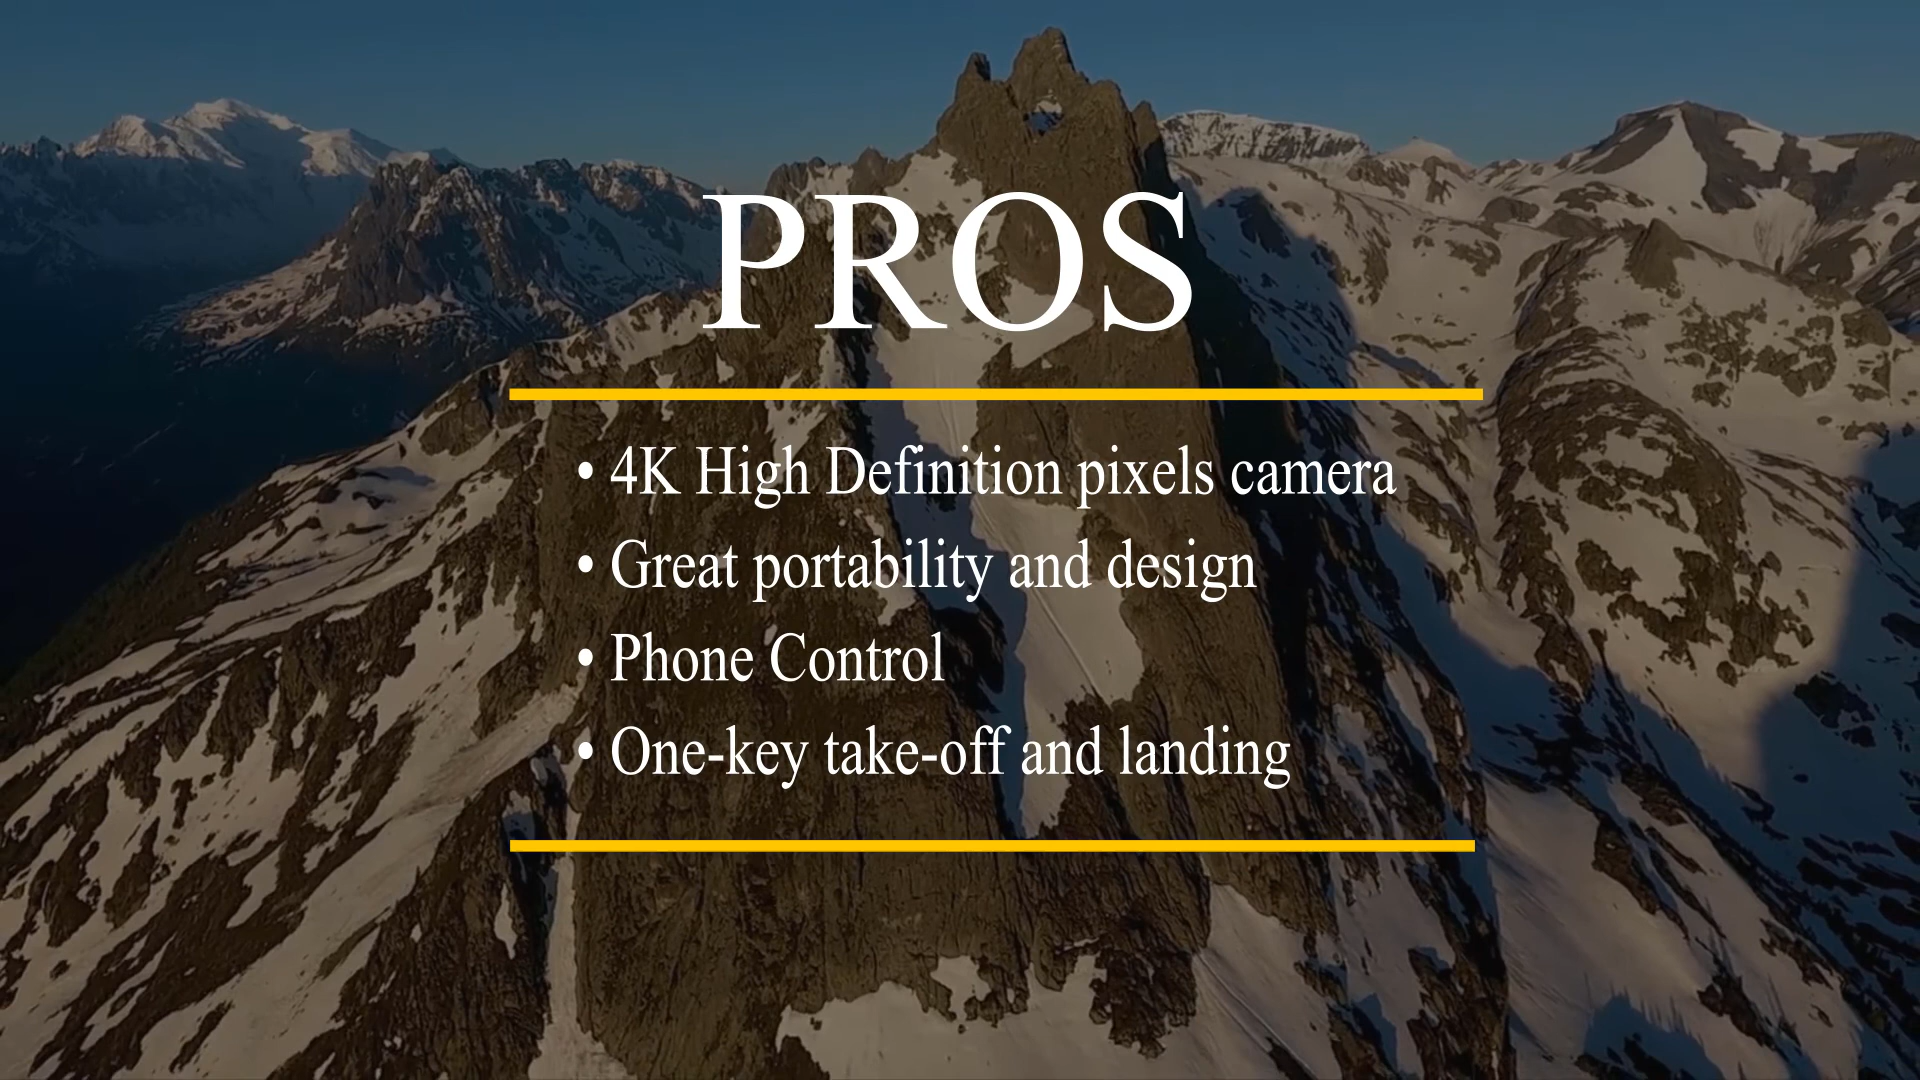 PROS
• 4K High Definition pixels camera
• Great portability and design
• Phone Control
• One-key take-off and landing